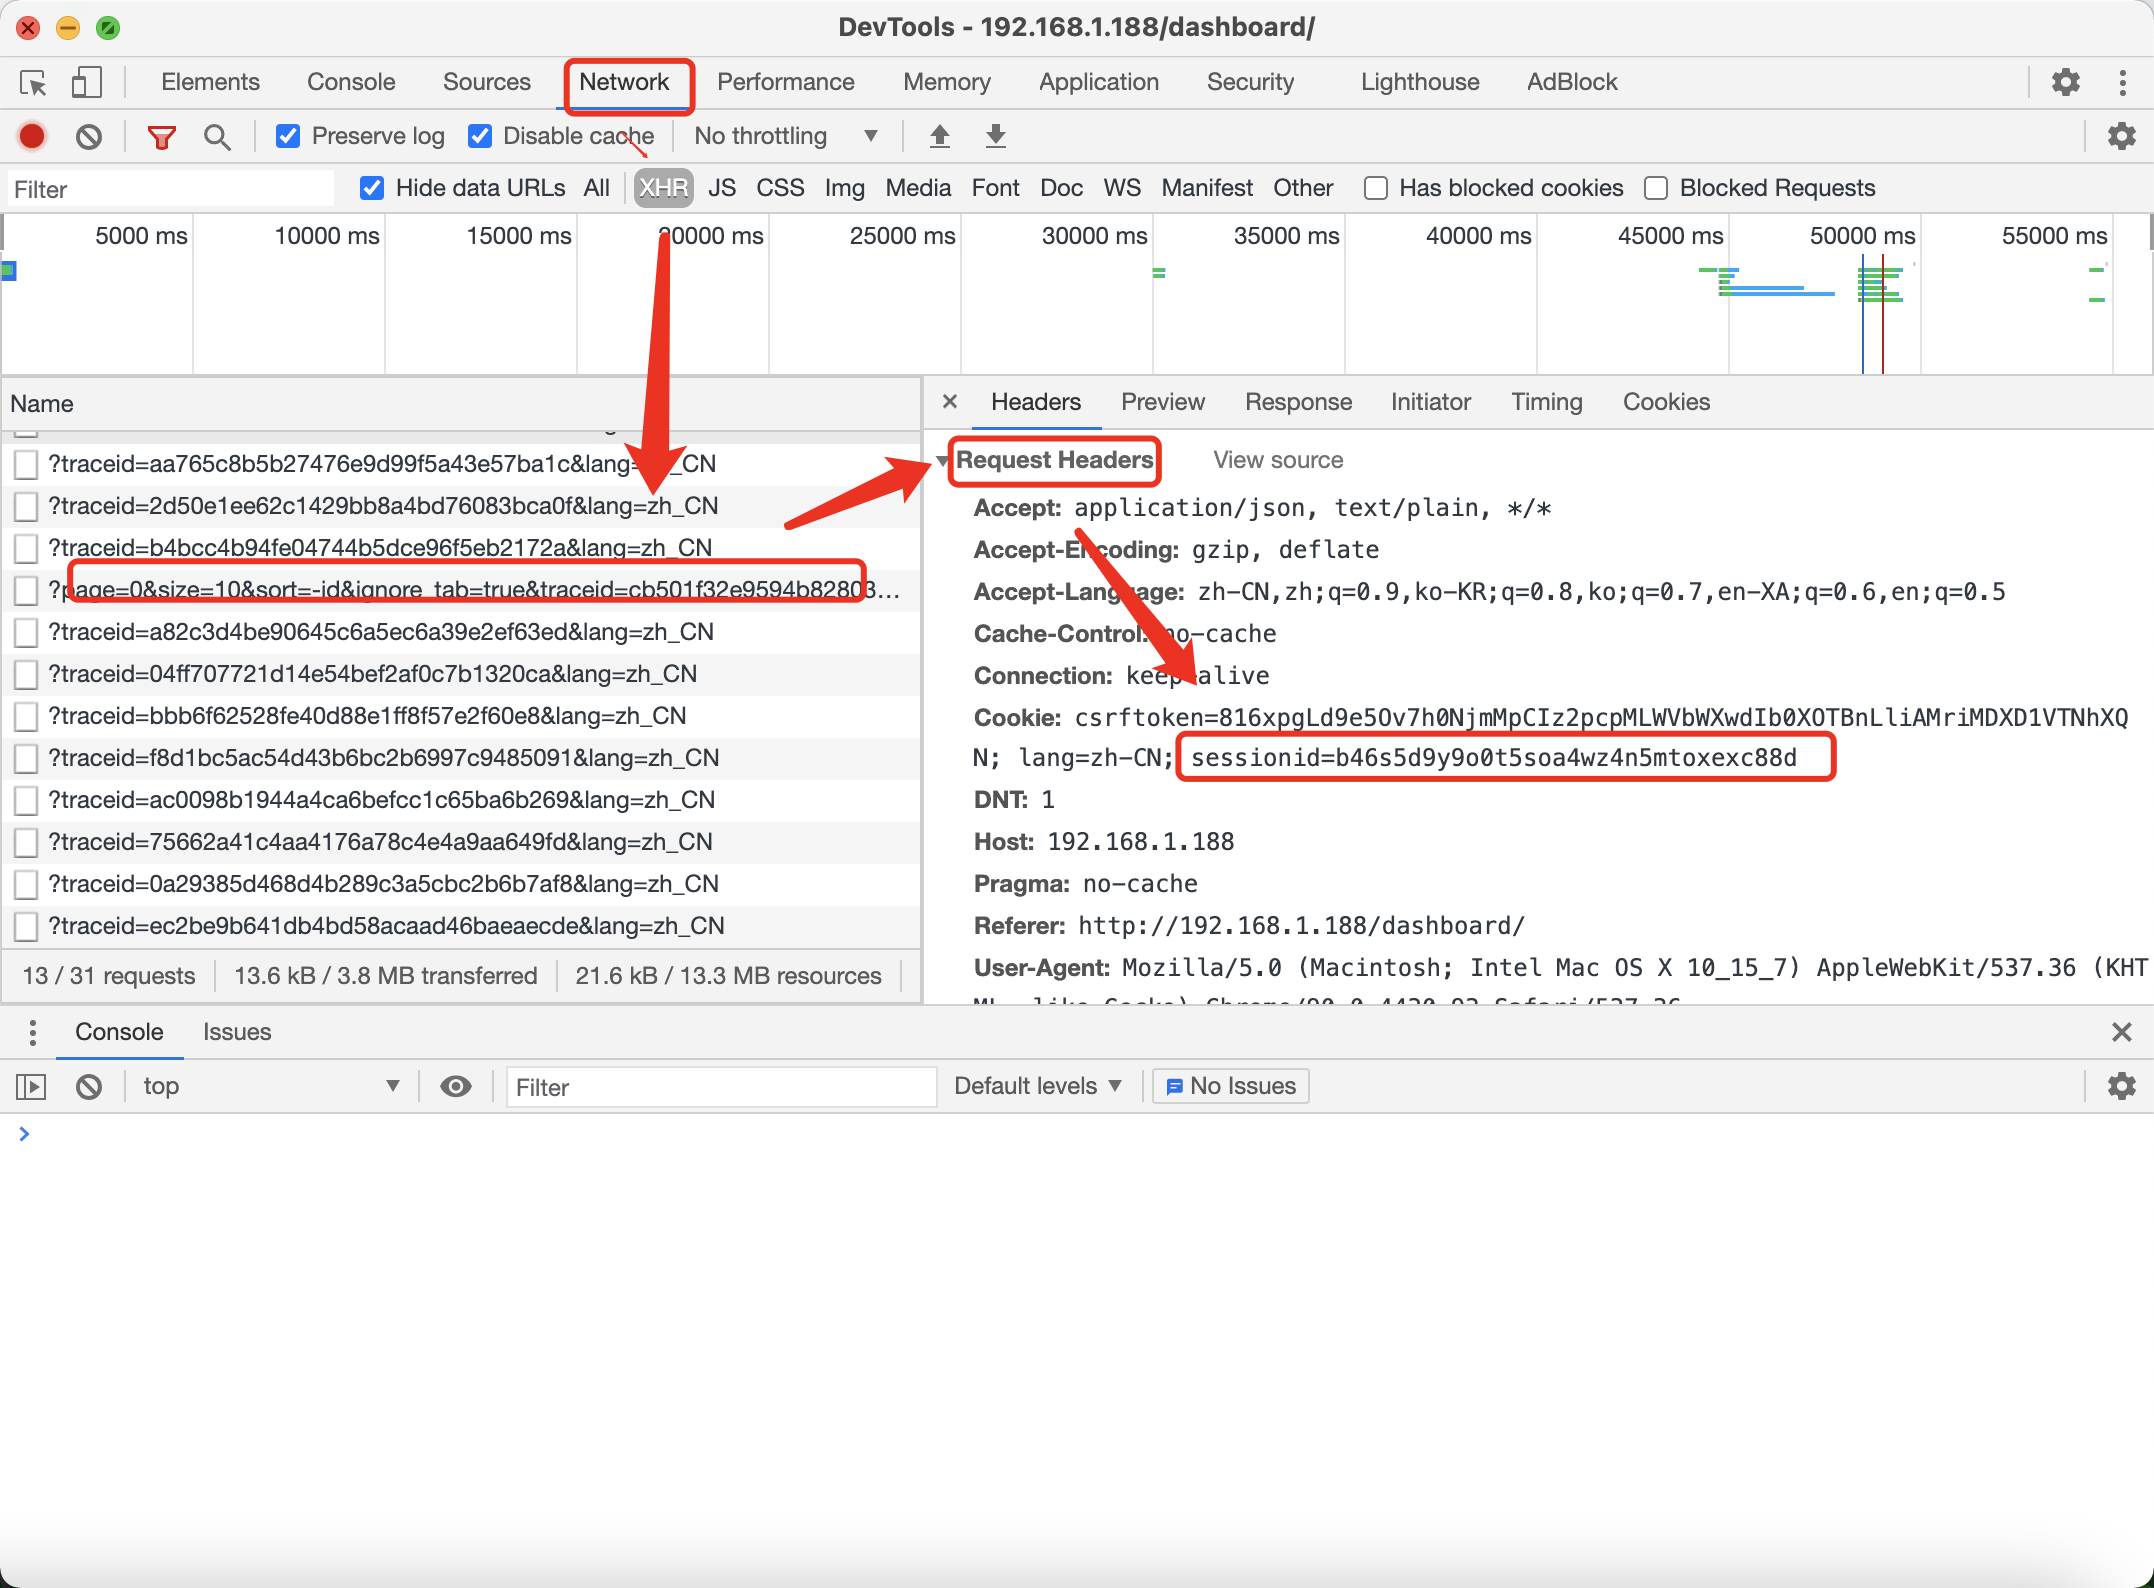 DevTools - 192.168.1.188/dashboard/
Elements Console Sources Network Performance Memory Application Security Lighthouse AdBlock
Preserve log Disable cache No throttling
Filter Hide data URLs All XHR JS CSS Img Media Font Doc WS Manifest Other Has blocked cookies Blocked Requests
5000 ms 10000 ms 15000 ms 20000 ms 25000 ms 30000 ms 35000 ms 40000 ms 45000 ms 50000 ms 55000 ms
Name
?traceid=aa765c8b5b27476e9d99f5a43e57ba1c&lang=zh_CN
?traceid=2d50e1ee62c1429bb8a4bd76083bca0f&lang=zh_CN
?traceid=b4bcc4b94fe04744b5dce96f5eb2172a&lang=zh_CN
?page=0&size=10&sort=-id&ignore_tab=true&traceid=cb501f32e9594b82803...
?traceid=a82c3d4be90645c6a5ec6a39e2ef63ed&lang=zh_CN
?traceid=04ff707721d14e54bef2af0c7b1320ca&lang=zh_CN
?traceid=bbb6f62528fe40d88e1ff8f57e2f60e8&lang=zh_CN
?traceid=f8d1bc5ac54d43b6bc2b6997c9485091&lang=zh_CN
?traceid=ac0098b1944a4ca6befcc1c65ba6b269&lang=zh_CN
?traceid=75662a41c4aa4176a78c4e4a9aa649fd&lang=zh_CN
?traceid=0a29385d468d4b289c3a5cbc2b6b7af8&lang=zh_CN
?traceid=ec2be9b641db4bd58acaad46baeaecde&lang=zh_CN
13 / 31 requests 13.6 kB / 3.8 MB transferred 21.6 kB / 13.3 MB resources
Headers Preview Response Initiator Timing Cookies
Request Headers View source
Accept: application/json, text/plain, */*
Accept-Encoding: gzip, deflate
Accept-Language: zh-CN,zh;q=0.9,ko-KR;q=0.8,ko;q=0.7,en-XA;q=0.6,en;q=0.5
Cache-Control: no-cache
Connection: keep-alive
Cookie: csrftoken=816xpgLd9e5Ov7h0NjmMpCIz2pcpMLWVbWXwdIb0XOTBnLliAMriMDXD1VTNhXQ
N; lang=zh-CN; sessionid=b46s5d9y9o0t5soa4wz4n5mtoxexc88d
DNT: 1
Host: 192.168.1.188
Pragma: no-cache
Referer: http://192.168.1.188/dashboard/
User-Agent: Mozilla/5.0 (Macintosh; Intel Mac OS X 10_15_7) AppleWebKit/537.36 (KHT
ML, like Gecko) Chrome/90.0.4430.93 Safari/537.36
Console Issues
top Filter Default levels No Issues